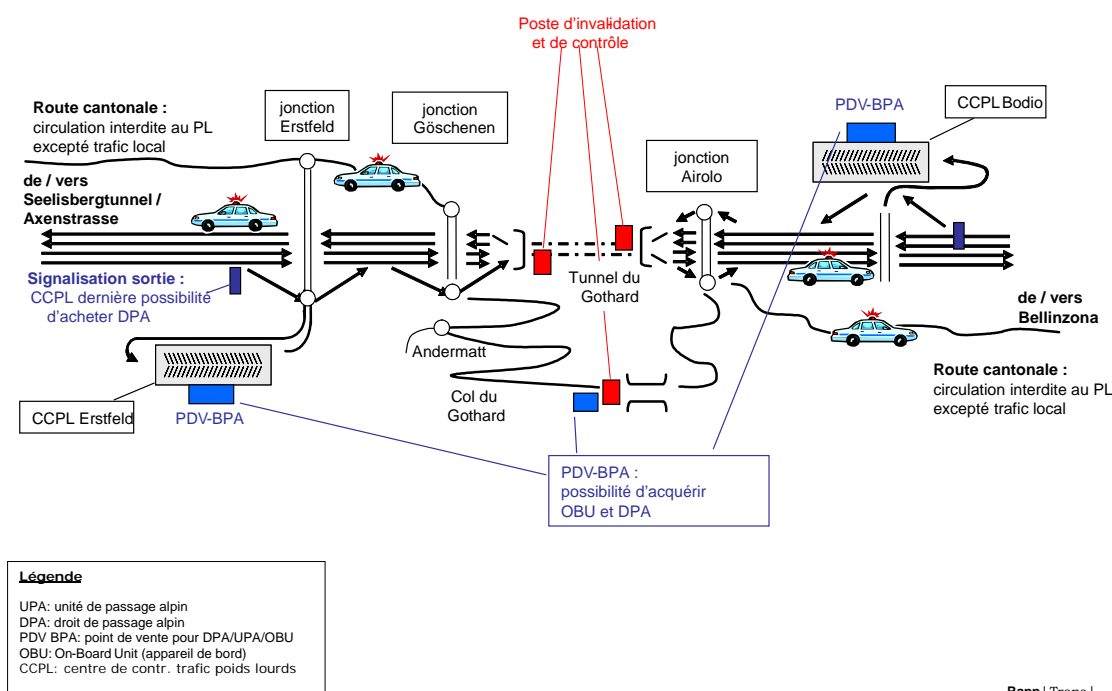 Poste d'invalidation
et de contrôle
Route cantonale :
circulation interdite au PL
excepté trafic local
jonction
Erstfeld
jonction
Göschenen
PDV-BPA
CCPL Bodio
jonction
Airolo
de / vers
Seelisbergtunnel /
Axenstrasse
Signalisation sortie :
CCPL dernière possibilité
d'acheter DPA
Tunnel du
Gothard
de / vers
Bellinzona
Andermatt
Col du
Gothard
Route cantonale :
circulation interdite au PL
excepté trafic local
CCPL Erstfeld
PDV-BPA
PDV-BPA :
possibilité d'acquérir
OBU et DPA
Légende
UPA: unité de passage alpin
DPA: droit de passage alpin
PDV BPA: point de vente pour DPA/UPA/OBU
OBU: On-Board Unit (appareil de bord)
CCPL: centre de contr. trafic poids lourds